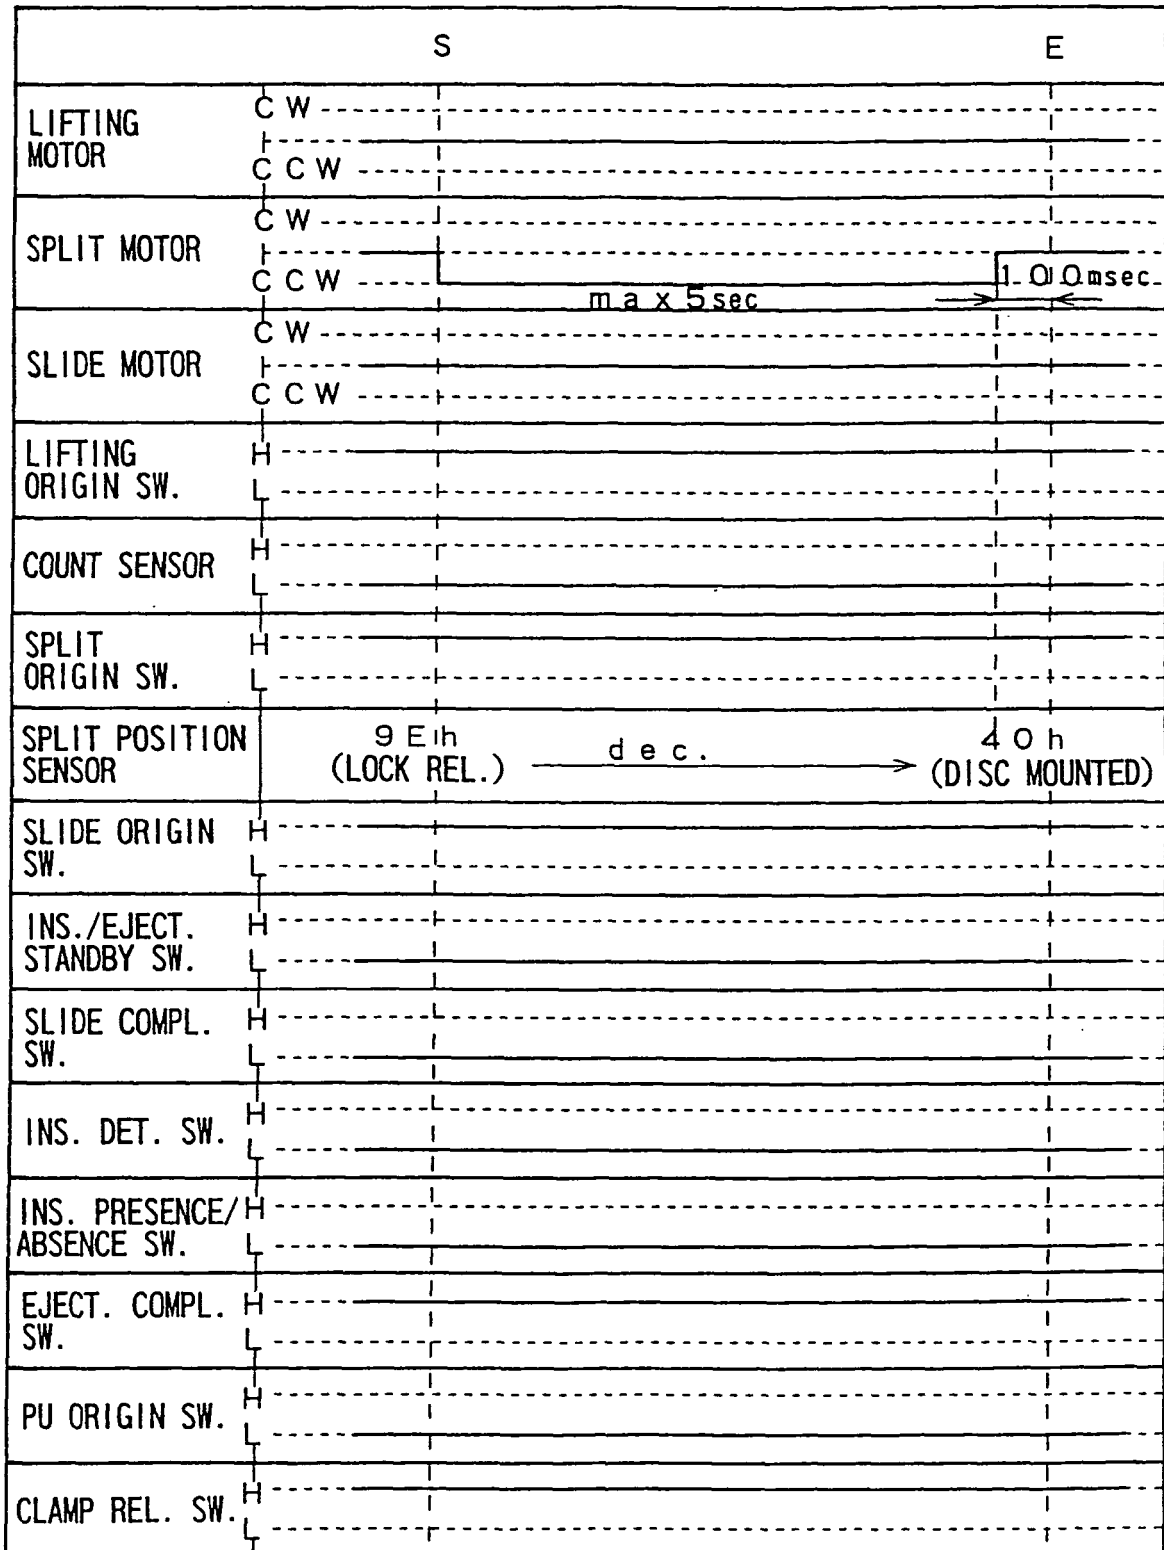 S E
LIFTING MOTOR
CW
CCW
SPLIT MOTOR
CW
CCW
max 5sec
100msec
SLIDE MOTOR
CW
CCW
LIFTING
ORIGIN SW.
H
L
COUNT SENSOR
H
L
SPLIT
ORIGIN SW.
H
L
SPLIT POSITION
SENSOR
9Eh
(LOCK REL.)
dec.
40h
(DISC MOUNTED)
SLIDE ORIGIN
SW.
H
L
INS./EJECT.
STANDBY SW.
H
L
SLIDE COMPL.
SW.
H
L
INS. DET. SW.
H
L
INS. PRESENCE/
ABSENCE SW.
H
L
EJECT. COMPL.
SW.
H
L
PU ORIGIN SW.
H
L
CLAMP REL. SW.
H
L